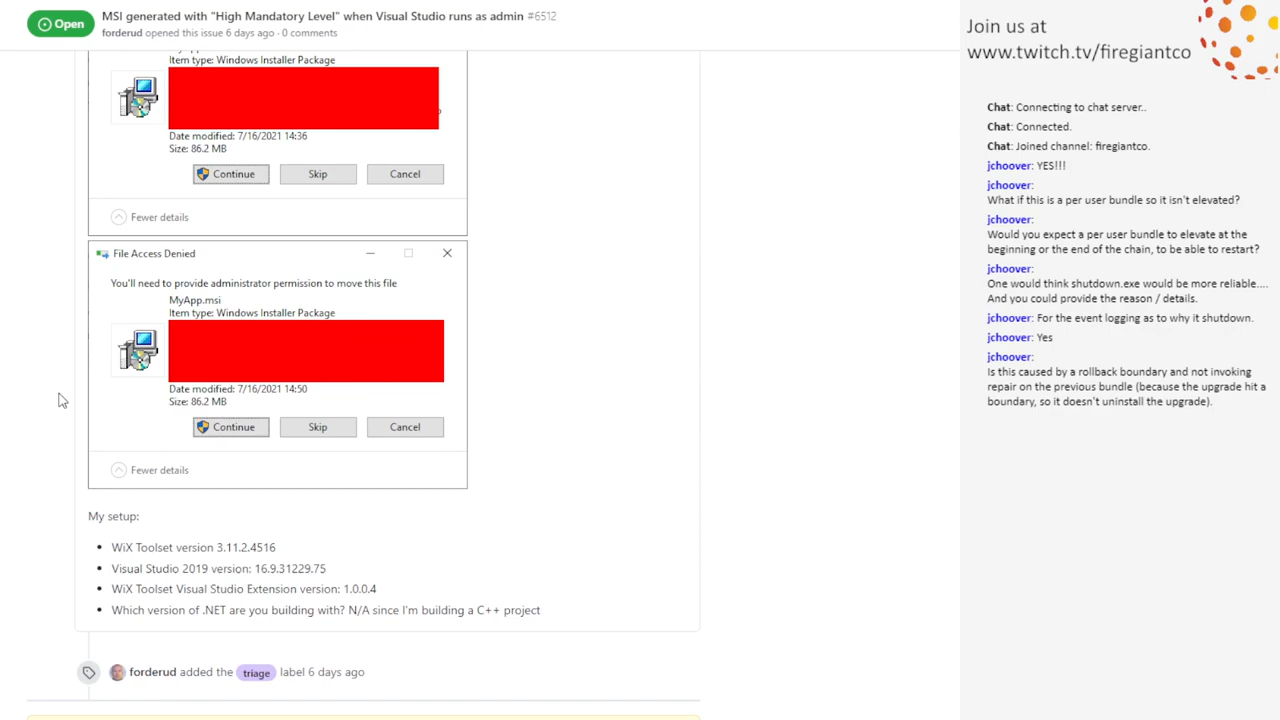 Open
MSI generated with "High Mandatory Level" when Visual Studio runs as admin #6512
forderud opened this issue 6 days ago · 0 comments
Item type: Windows Installer Package
Date modified: 7/16/2021 14:36
Size: 86.2 MB
Continue Skip Cancel
Fewer details
File Access Denied
You'll need to provide administrator permission to move this file
MyApp.msi
Item type: Windows Installer Package
Date modified: 7/16/2021 14:50
Size: 86.2 MB
Continue Skip Cancel
Fewer details
My setup:
• WiX Toolset version 3.11.2.4516
• Visual Studio 2019 version: 16.9.31229.75
• WiX Toolset Visual Studio Extension version: 1.0.0.4
• Which version of .NET are you building with? N/A since I'm building a C++ project
forderud added the triage label 6 days ago
Join us at
www.twitch.tv/firegiantco
Chat: Connecting to chat server..
Chat: Connected.
Chat: Joined channel: firegiantco.
jchoover: YES!!!
jchoover:
What if this is a per user bundle so it isn't elevated?
jchoover:
Would you expect a per user bundle to elevate at the
beginning or the end of the chain, to be able to restart?
jchoover:
One would think shutdown.exe would be more reliable....
And you could provide the reason / details.
jchoover: For the event logging as to why it shutdown.
jchoover: Yes
jchoover:
Is this caused by a rollback boundary and not invoking
repair on the previous bundle (because the upgrade hit a
boundary, so it doesn't uninstall the upgrade).